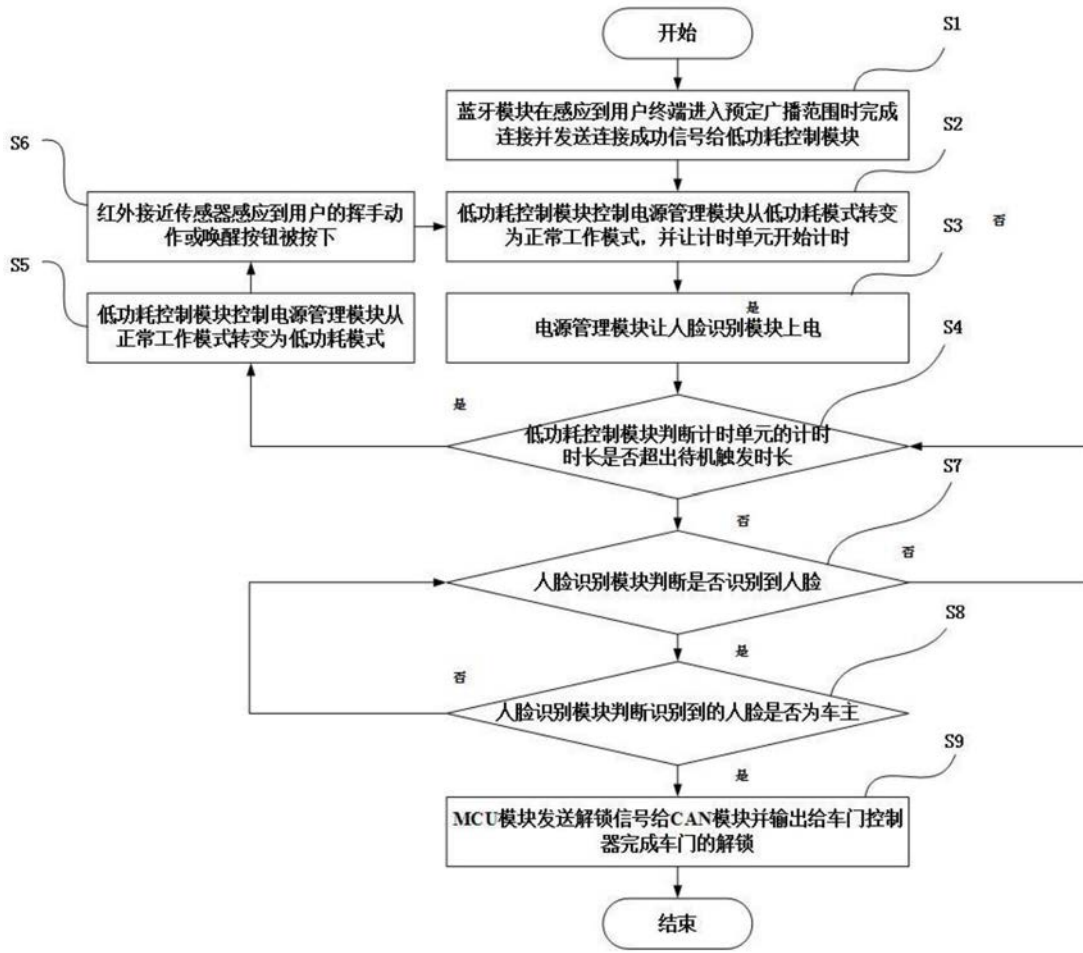 开始
S1
蓝牙模块在感应到用户终端进入预定广播范围时完成
连接并发送连接成功信号给低功耗控制模块
S2
S6
红外接近传感器感应到用户的挥手动
作或唤醒按钮被按下
低功耗控制模块控制电源管理模块从低功耗模式转变
为正常工作模式，并让计时单元开始计时
S3
否
S5
低功耗控制模块控制电源管理模块从
正常工作模式转变为低功耗模式
是
电源管理模块让人脸识别模块上电
S4
是
低功耗控制模块判断计时单元的计时
时长是否超出待机触发时长
S7
否
否
人脸识别模块判断是否识别到人脸
S8
是
否
人脸识别模块判断识别到的人脸是否为车主
S9
是
MCU模块发送解锁信号给CAN模块并输出给车门控制
器完成车门的解锁
结束